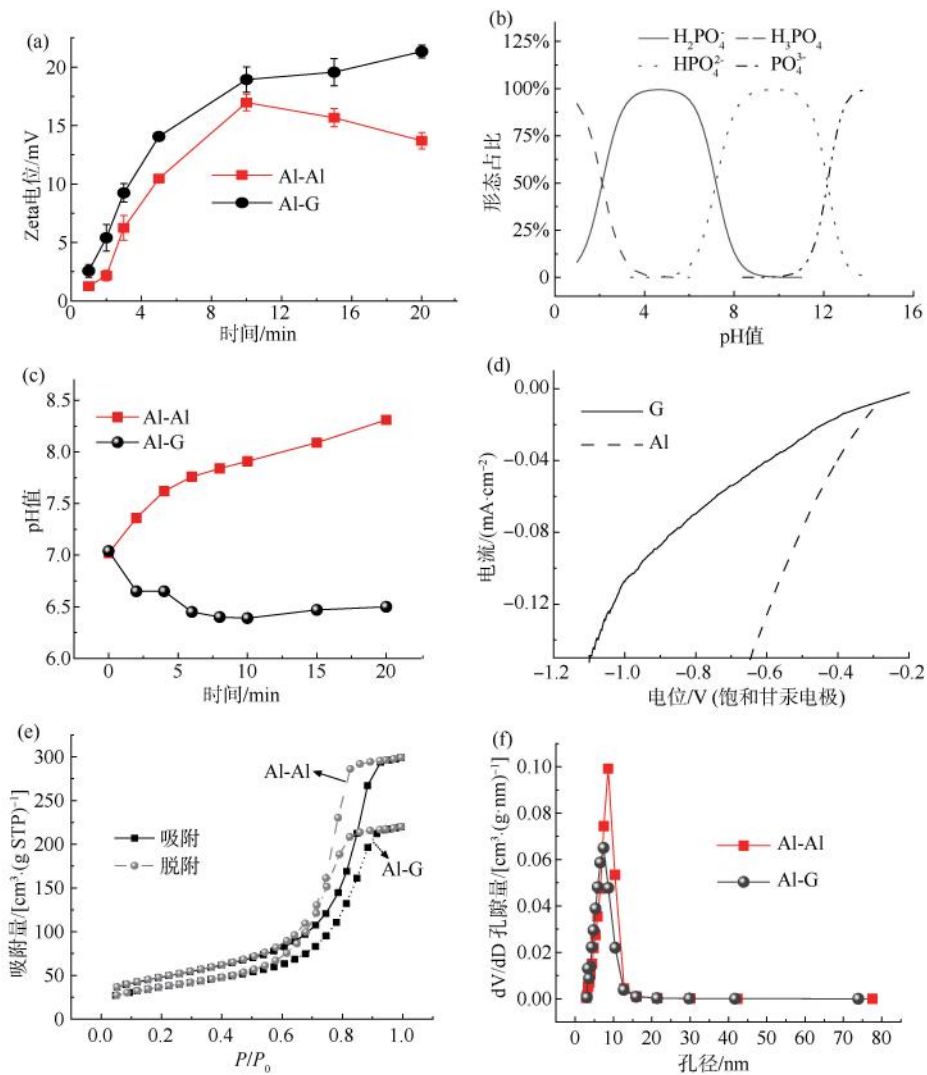 (a)
20
15
10
5
0
Zeta电位/mV
Al-Al
Al-G
0 4 8 12 16 20
时间/min
(b)
125%
100%
75%
50%
25%
0
形态占比
H₂PO₄⁻ H₃PO₄
HPO₄²⁻ PO₄³⁻
0 4 8 12 16
pH值
(c)
8.5
8.0
7.5
7.0
6.5
6.0
pH值
Al-Al
Al-G
0 5 10 15 20
时间/min
(d)
0.00
−0.04
−0.08
−0.12
电流/(mA·cm⁻²)
G
Al
−1.2 −1.0 −0.8 −0.6 −0.4 −0.2
电位/V (饱和甘汞电极)
(e)
300
250
200
150
100
50
0
吸附量/[cm³·(g STP)⁻¹]
Al-Al
吸附
脱附
Al-G
0.0 0.2 0.4 0.6 0.8 1.0
P/P₀
(f)
0.10
0.08
0.06
0.04
0.02
0.00
dV/dD 孔隙量/[cm³·(g·nm)⁻¹]
Al-Al
Al-G
0 10 20 30 40 50 60 70 80
孔径/nm